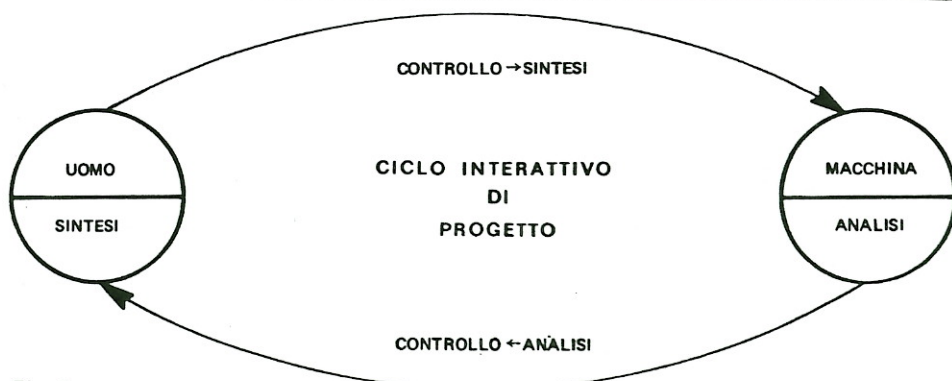 CONTROLLO→SINTESI
UOMO
SINTESI
CICLO INTERATTIVO
DI
PROGETTO
MACCHINA
ANALISI
CONTROLLO←ANALISI